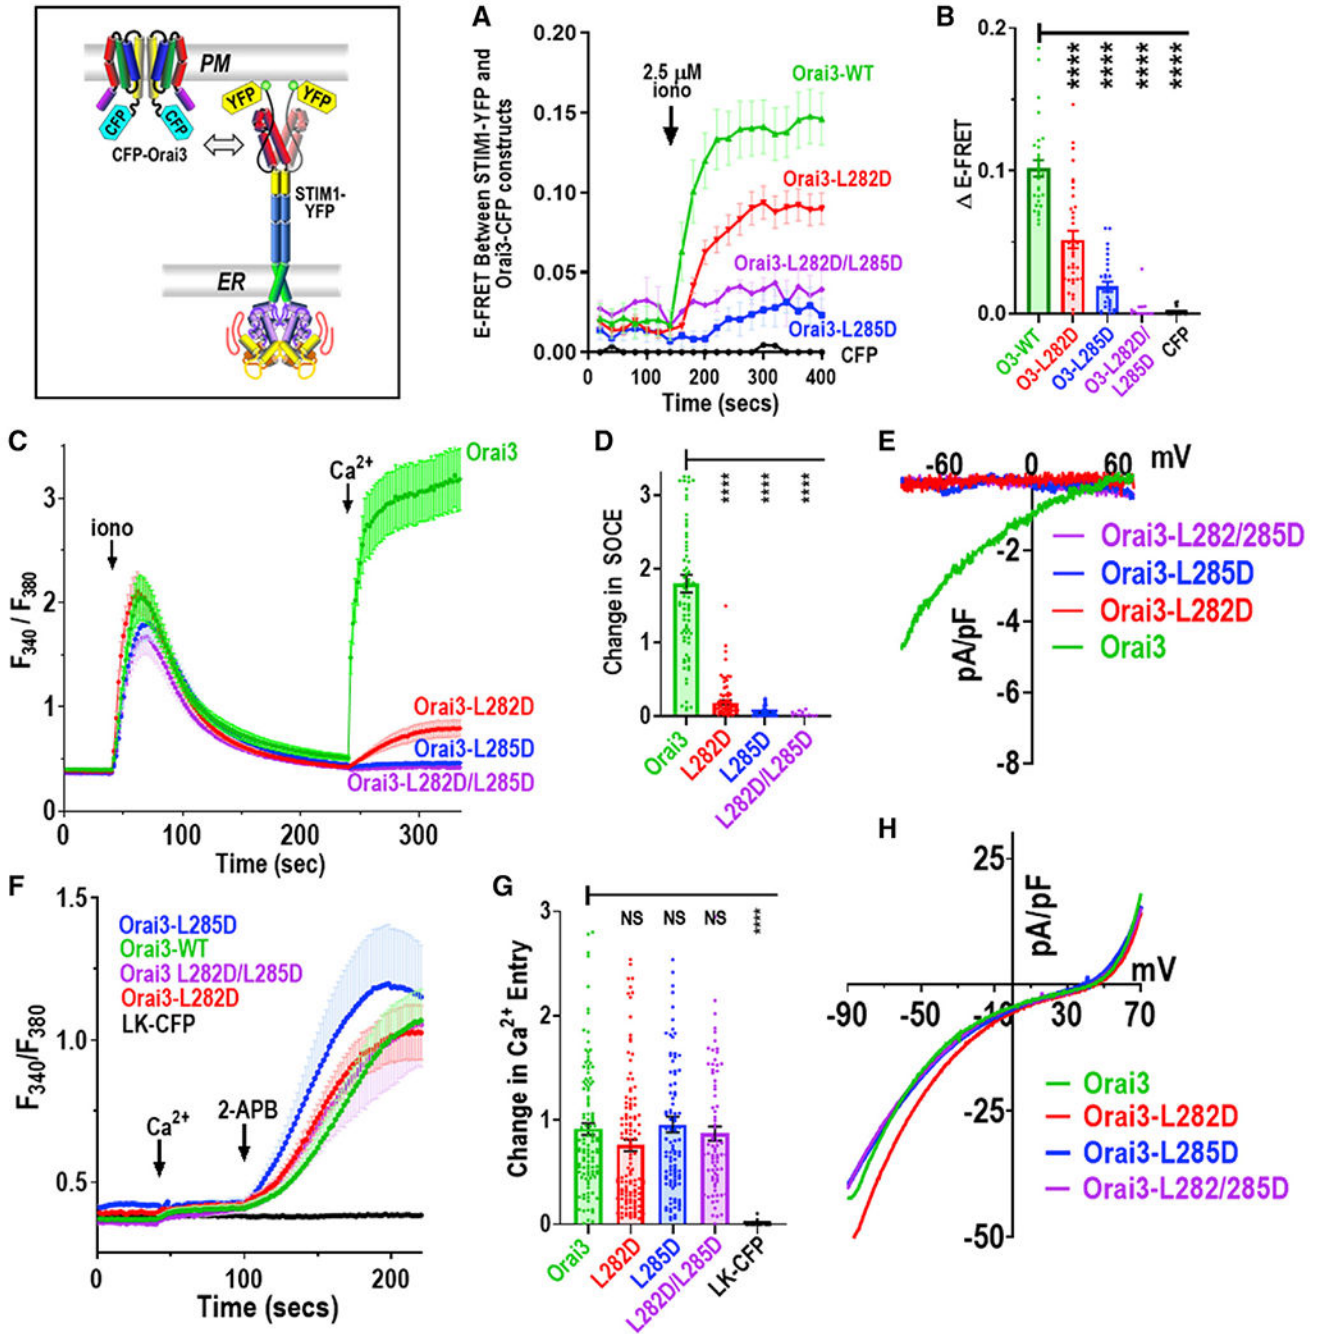 PM
YFP
YFP
CFP
CFP
CFP-Orai3
STIM1-
YFP
ER
A
E-FRET Between STIM1-YFP and
Orai3-CFP constructs
0.20
0.15
0.10
0.05
0.00
2.5 µM
iono
Orai3-WT
Orai3-L282D
Orai3-L282D/L285D
Orai3-L285D
CFP
0 100 200 300 400
Time (secs)
B
Δ E-FRET
0.2
0.1
0.0
**** **** **** ****
O3-WT
O3-L282D
O3-L285D
O3-L282D/
L285D
CFP
C
F340 / F380
3
2
1
0
iono
Ca2+
Orai3
Orai3-L282D
Orai3-L285D
Orai3-L282D/L285D
0 100 200 300
Time (sec)
D
Change in SOCE
3
2
1
0
**** **** ****
Orai3
L282D
L285D
L282D/L285D
E
-60 0 60 mV
-2
-4
-6
-8
pA/pF
Orai3-L282/285D
Orai3-L285D
Orai3-L282D
Orai3
F
F340/F380
1.5
1.0
0.5
Orai3-L285D
Orai3-WT
Orai3 L282D/L285D
Orai3-L282D
LK-CFP
Ca2+
2-APB
0 100 200
Time (secs)
G
Change in Ca2+ Entry
3
2
1
0
NS NS NS ****
Orai3
L282D
L285D
L282D/L285D
LK-CFP
H
25
pA/pF
mV
-90 -50 -10 30 70
-25
-50
Orai3
Orai3-L282D
Orai3-L285D
Orai3-L282/285D